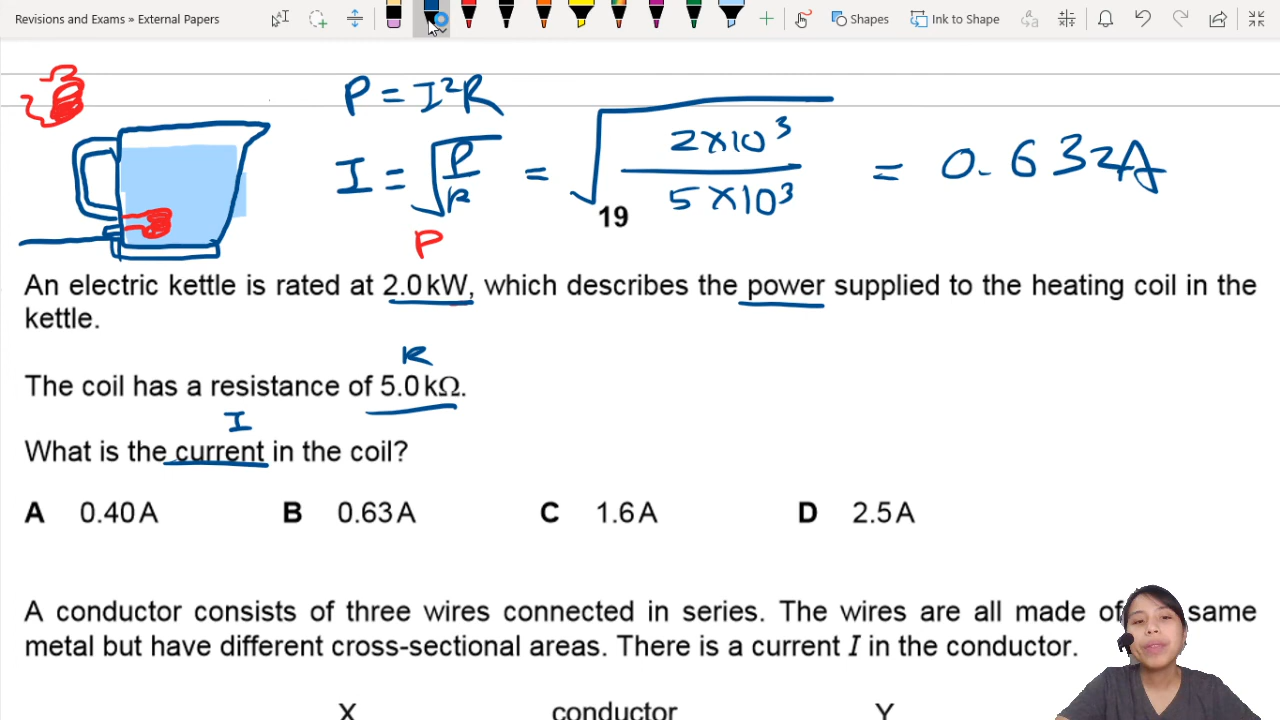 Revisions and Exams » External Papers
Shapes
Ink to Shape
P = I²R
I = √(P/R) = √(2×10³ / 5×10³) = 0.632A
19
P
An electric kettle is rated at 2.0 kW, which describes the power supplied to the heating coil in the
kettle.
R
The coil has a resistance of 5.0 kΩ.
I
What is the current in the coil?
A 0.40 A B 0.63 A C 1.6 A D 2.5 A
A conductor consists of three wires connected in series. The wires are all made of same
metal but have different cross-sectional areas. There is a current I in the conductor.
X conductor Y